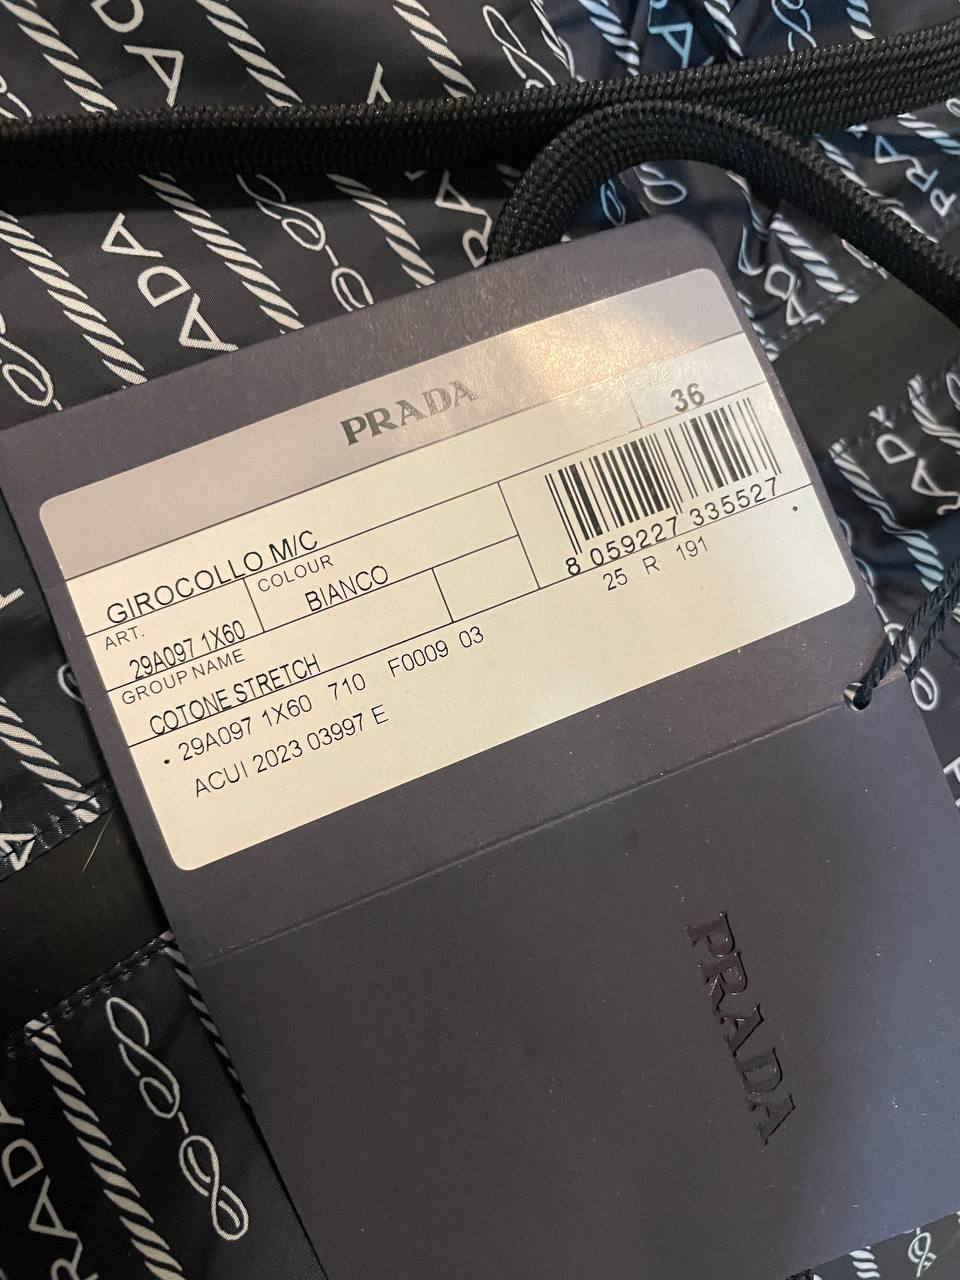 PRADA
36
GIROCOLLO M/C
ART.
COLOUR
29A097 1X60
BIANCO
8 059227 335527
GROUP NAME
COTONE STRETCH
25 R 191
29A097 1X60 710 F0009 03
ACUI 2023 03997 E
PRADA